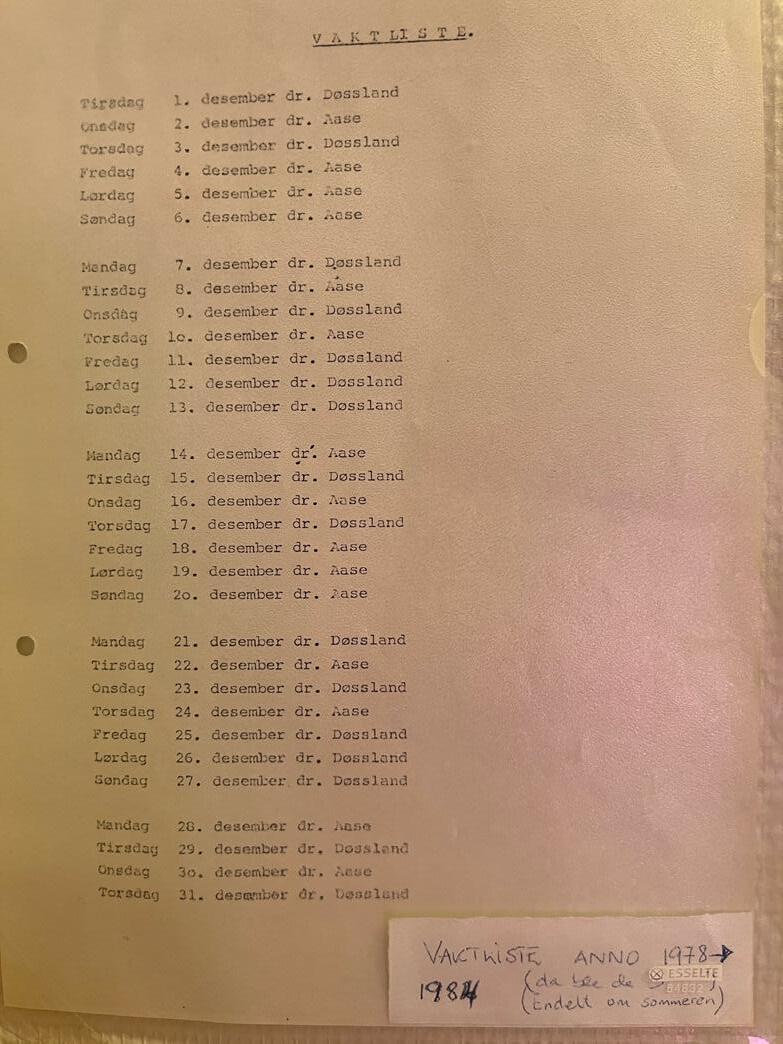 VAKTLISTE.
Tirsdag 1. desember dr. Døssland
Onsdag 2. desember dr. Aase
Torsdag 3. desember dr. Døssland
Fredag 4. desember dr. Aase
Lørdag 5. desember dr. Aase
Søndag 6. desember dr. Aase
Mandag 7. desember dr. Døssland
Tirsdag 8. desember dr. Aase
Onsdag 9. desember dr. Døssland
Torsdag 1o. desember dr. Aase
Fredag 11. desember dr. Døssland
Lørdag 12. desember dr. Døssland
Søndag 13. desember dr. Døssland
Mandag 14. desember dr. Aase
Tirsdag 15. desember dr. Døssland
Onsdag 16. desember dr. Aase
Torsdag 17. desember dr. Døssland
Fredag 18. desember dr. Aase
Lørdag 19. desember dr. Aase
Søndag 2o. desember dr. Aase
Mandag 21. desember dr. Døssland
Tirsdag 22. desember dr. Aase
Onsdag 23. desember dr. Døssland
Torsdag 24. desember dr. Aase
Fredag 25. desember dr. Døssland
Lørdag 26. desember dr. Døssland
Søndag 27. desember dr. Døssland
Mandag 28. desember dr. Aase
Tirsdag 29. desember dr. Døssland
Onsdag 3o. desember dr. Aase
Torsdag 31. desember dr. Døssland
VAKTLISTE ANNO 1978→
ESSELTE
1984 (da ble de
54832
(Endelt om sommeren)